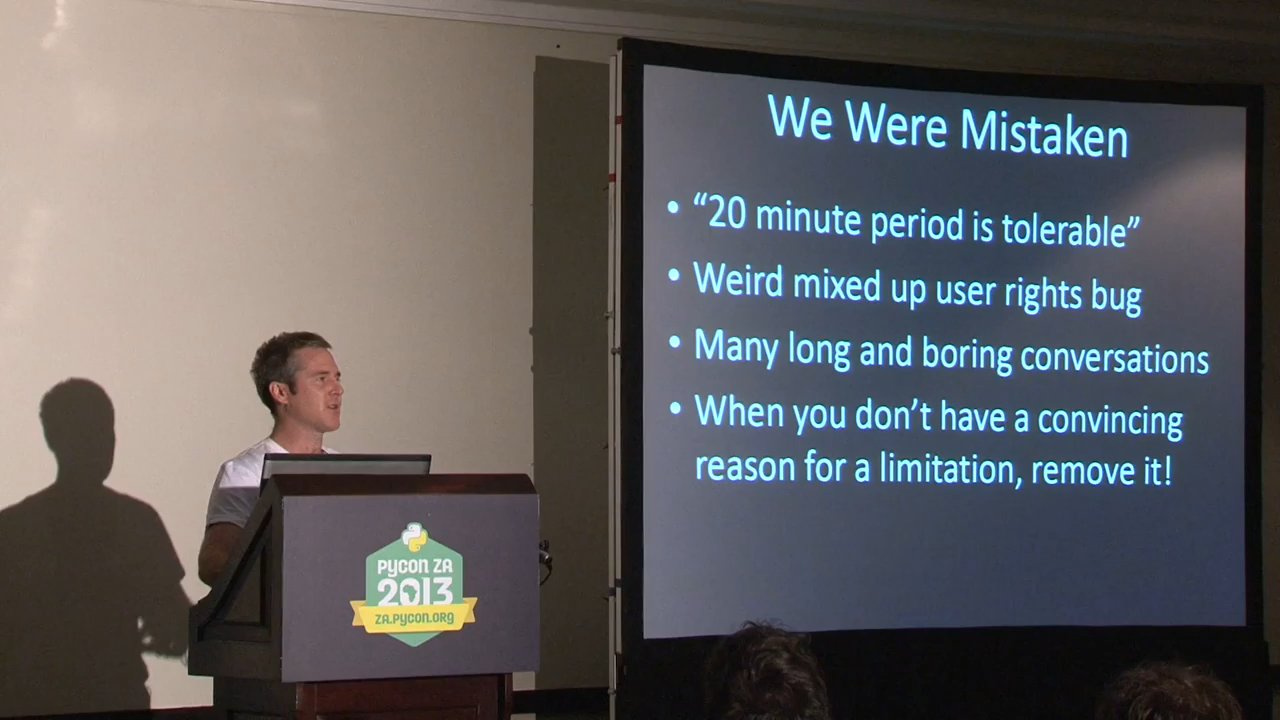 We Were Mistaken
• “20 minute period is tolerable”
• Weird mixed up user rights bug
• Many long and boring conversations
• When you don’t have a convincing
reason for a limitation, remove it!
PYCON ZA
2013
ZA.PYCON.ORG